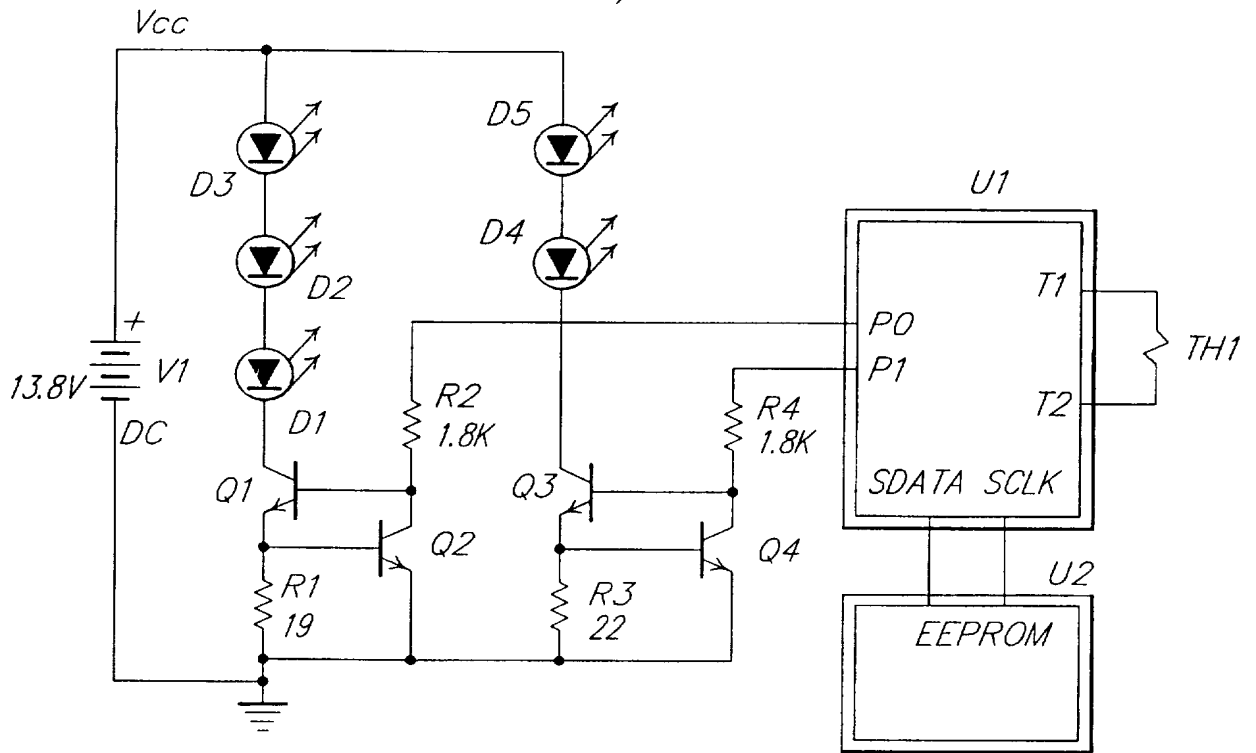 Vcc
D5
D3
U1
D4
D2
T1
P0
+
TH1
V1
P1
13.8V
T2
R2
R4
D1
1.8K
1.8K
DC
Q1
Q3
SDATA SCLK
Q2
Q4
U2
R1
R3
19
22
EEPROM